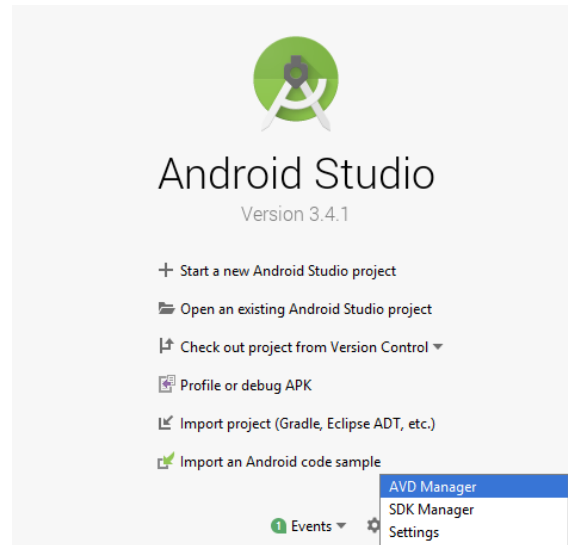 Android Studio
Version 3.4.1
Start a new Android Studio project
Open an existing Android Studio project
Check out project from Version Control
Profile or debug APK
Import project (Gradle, Eclipse ADT, etc.)
Import an Android code sample
AVD Manager
SDK Manager
1 Events
Settings